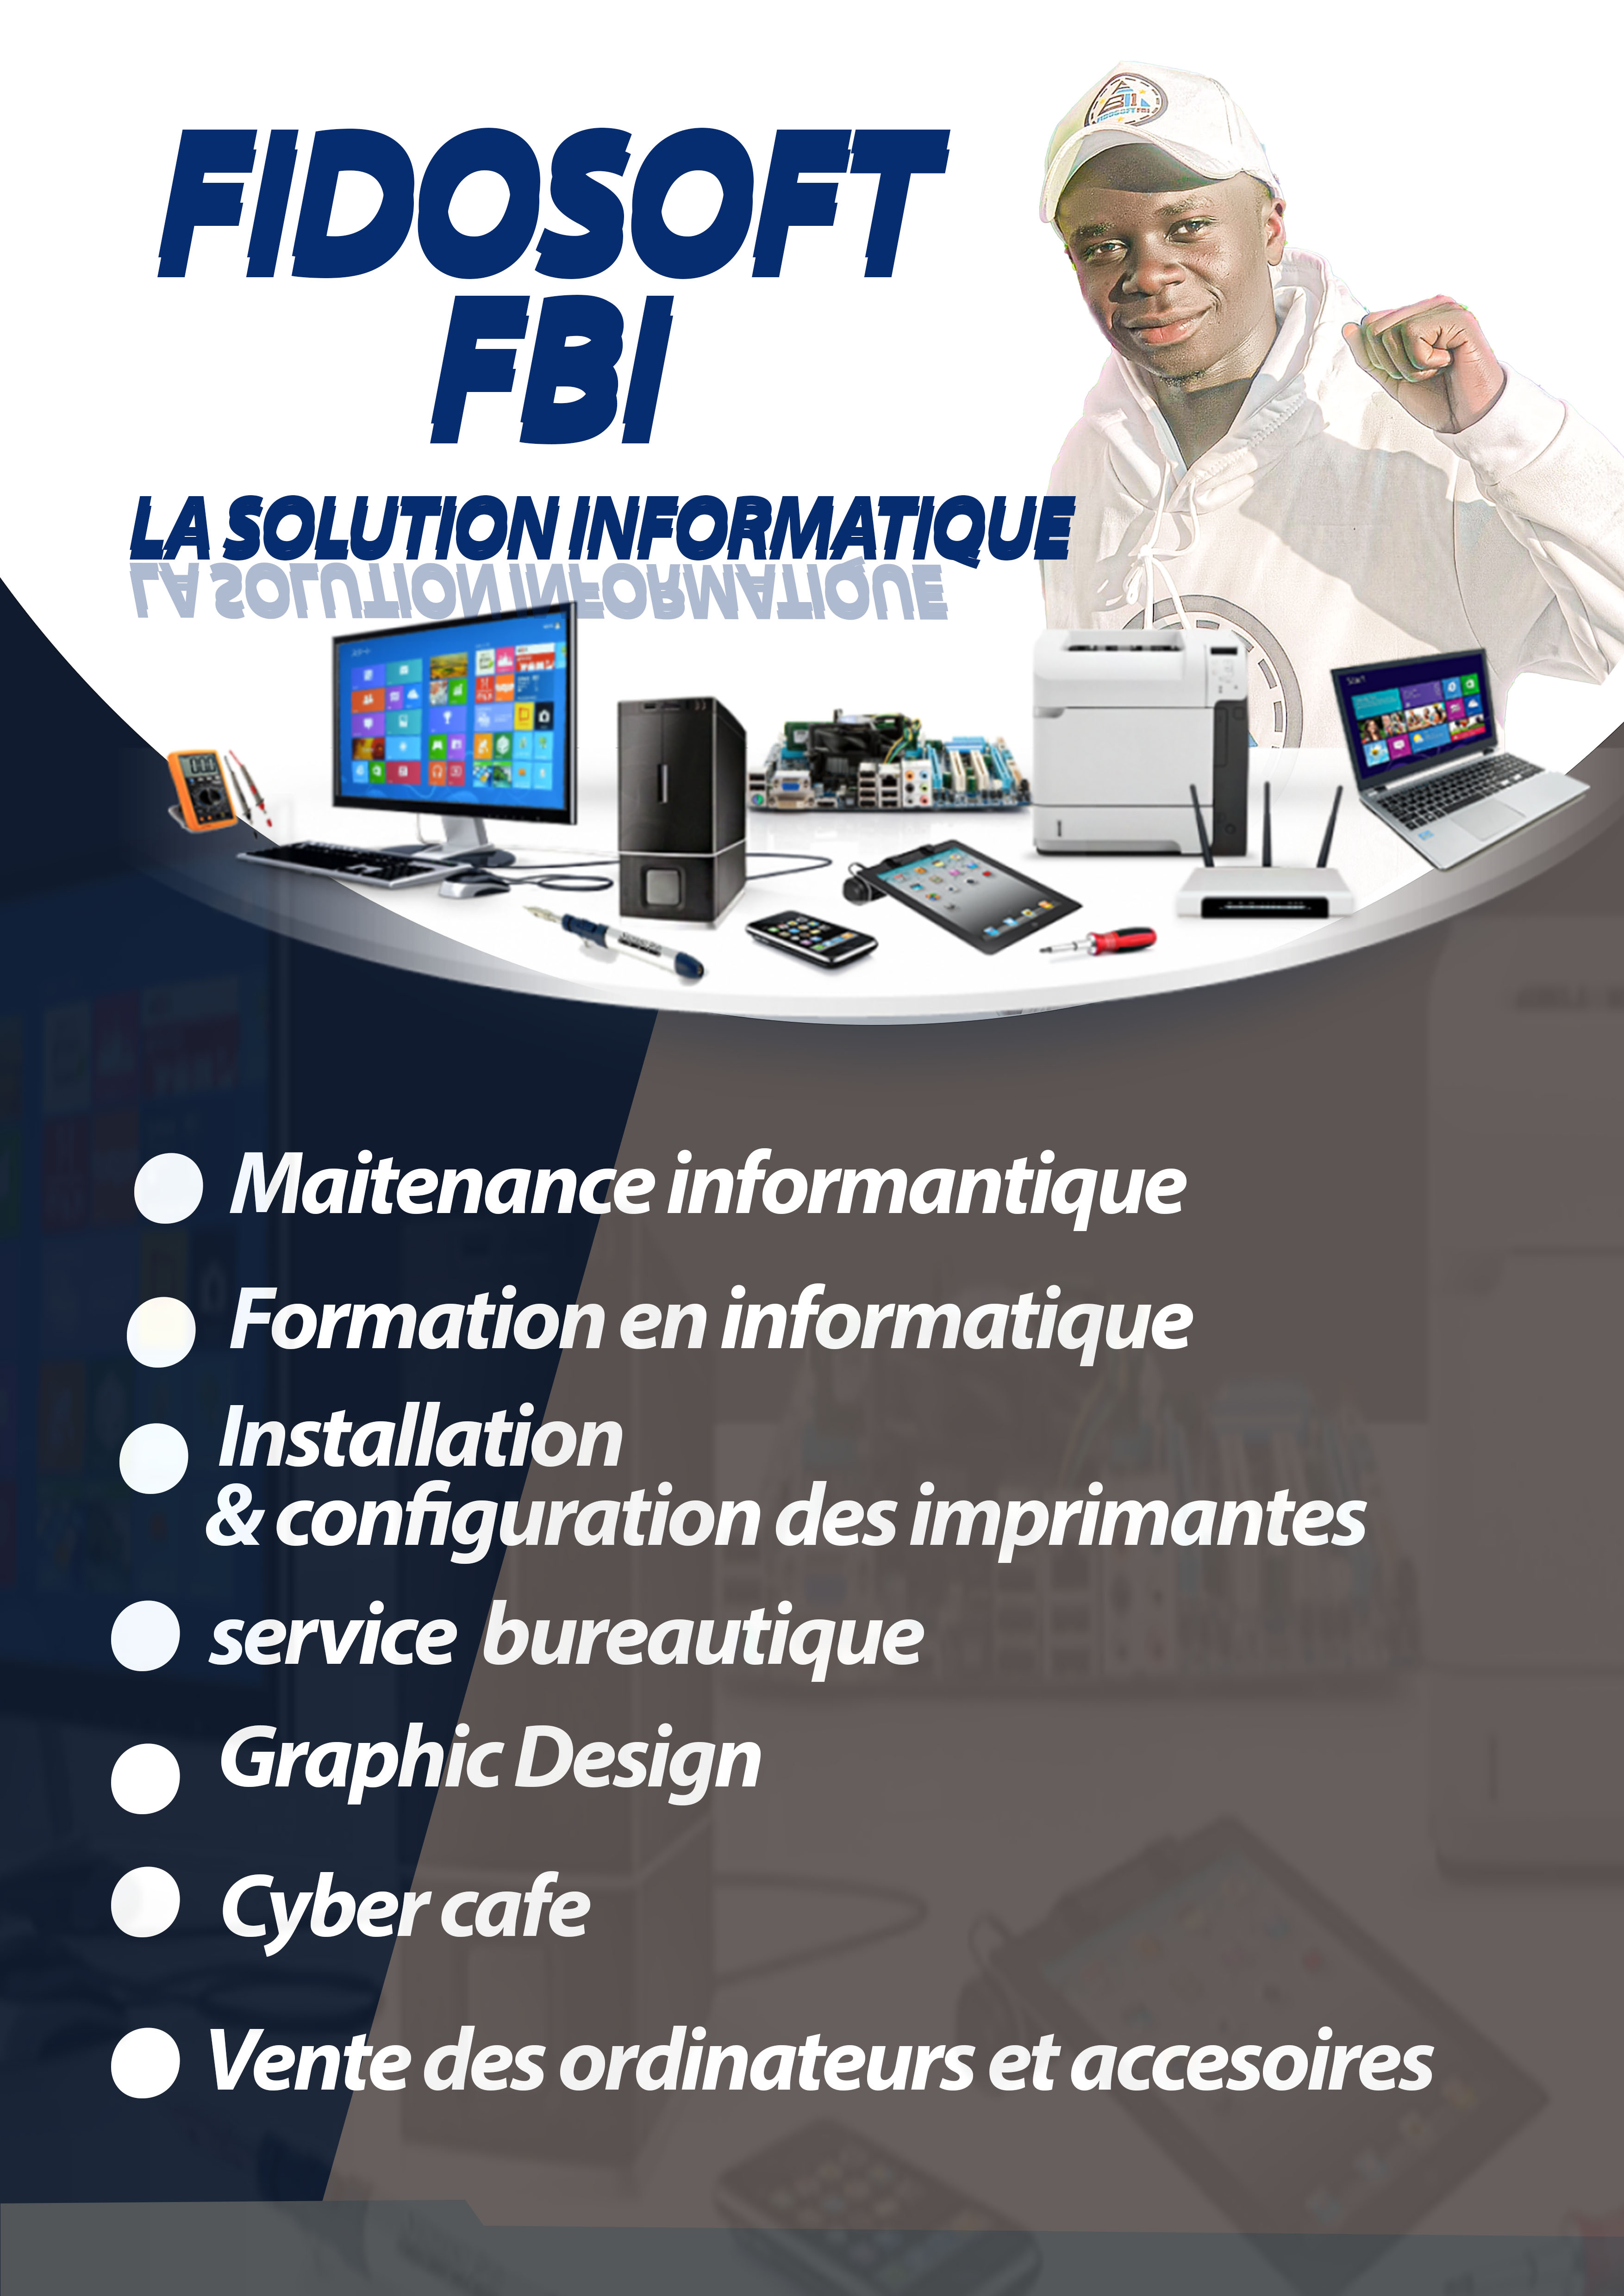 FIDOSOFT
FIDOSOFT
FBI
LA SOLUTION INFORMATIQUE
LA SOLUTION INFORMATIQUE
Maitenance informantique
Formation en informatique
Installation
& configuration des imprimantes
service bureautique
Graphic Design
Cyber cafe
Vente des ordinateurs et accesoires